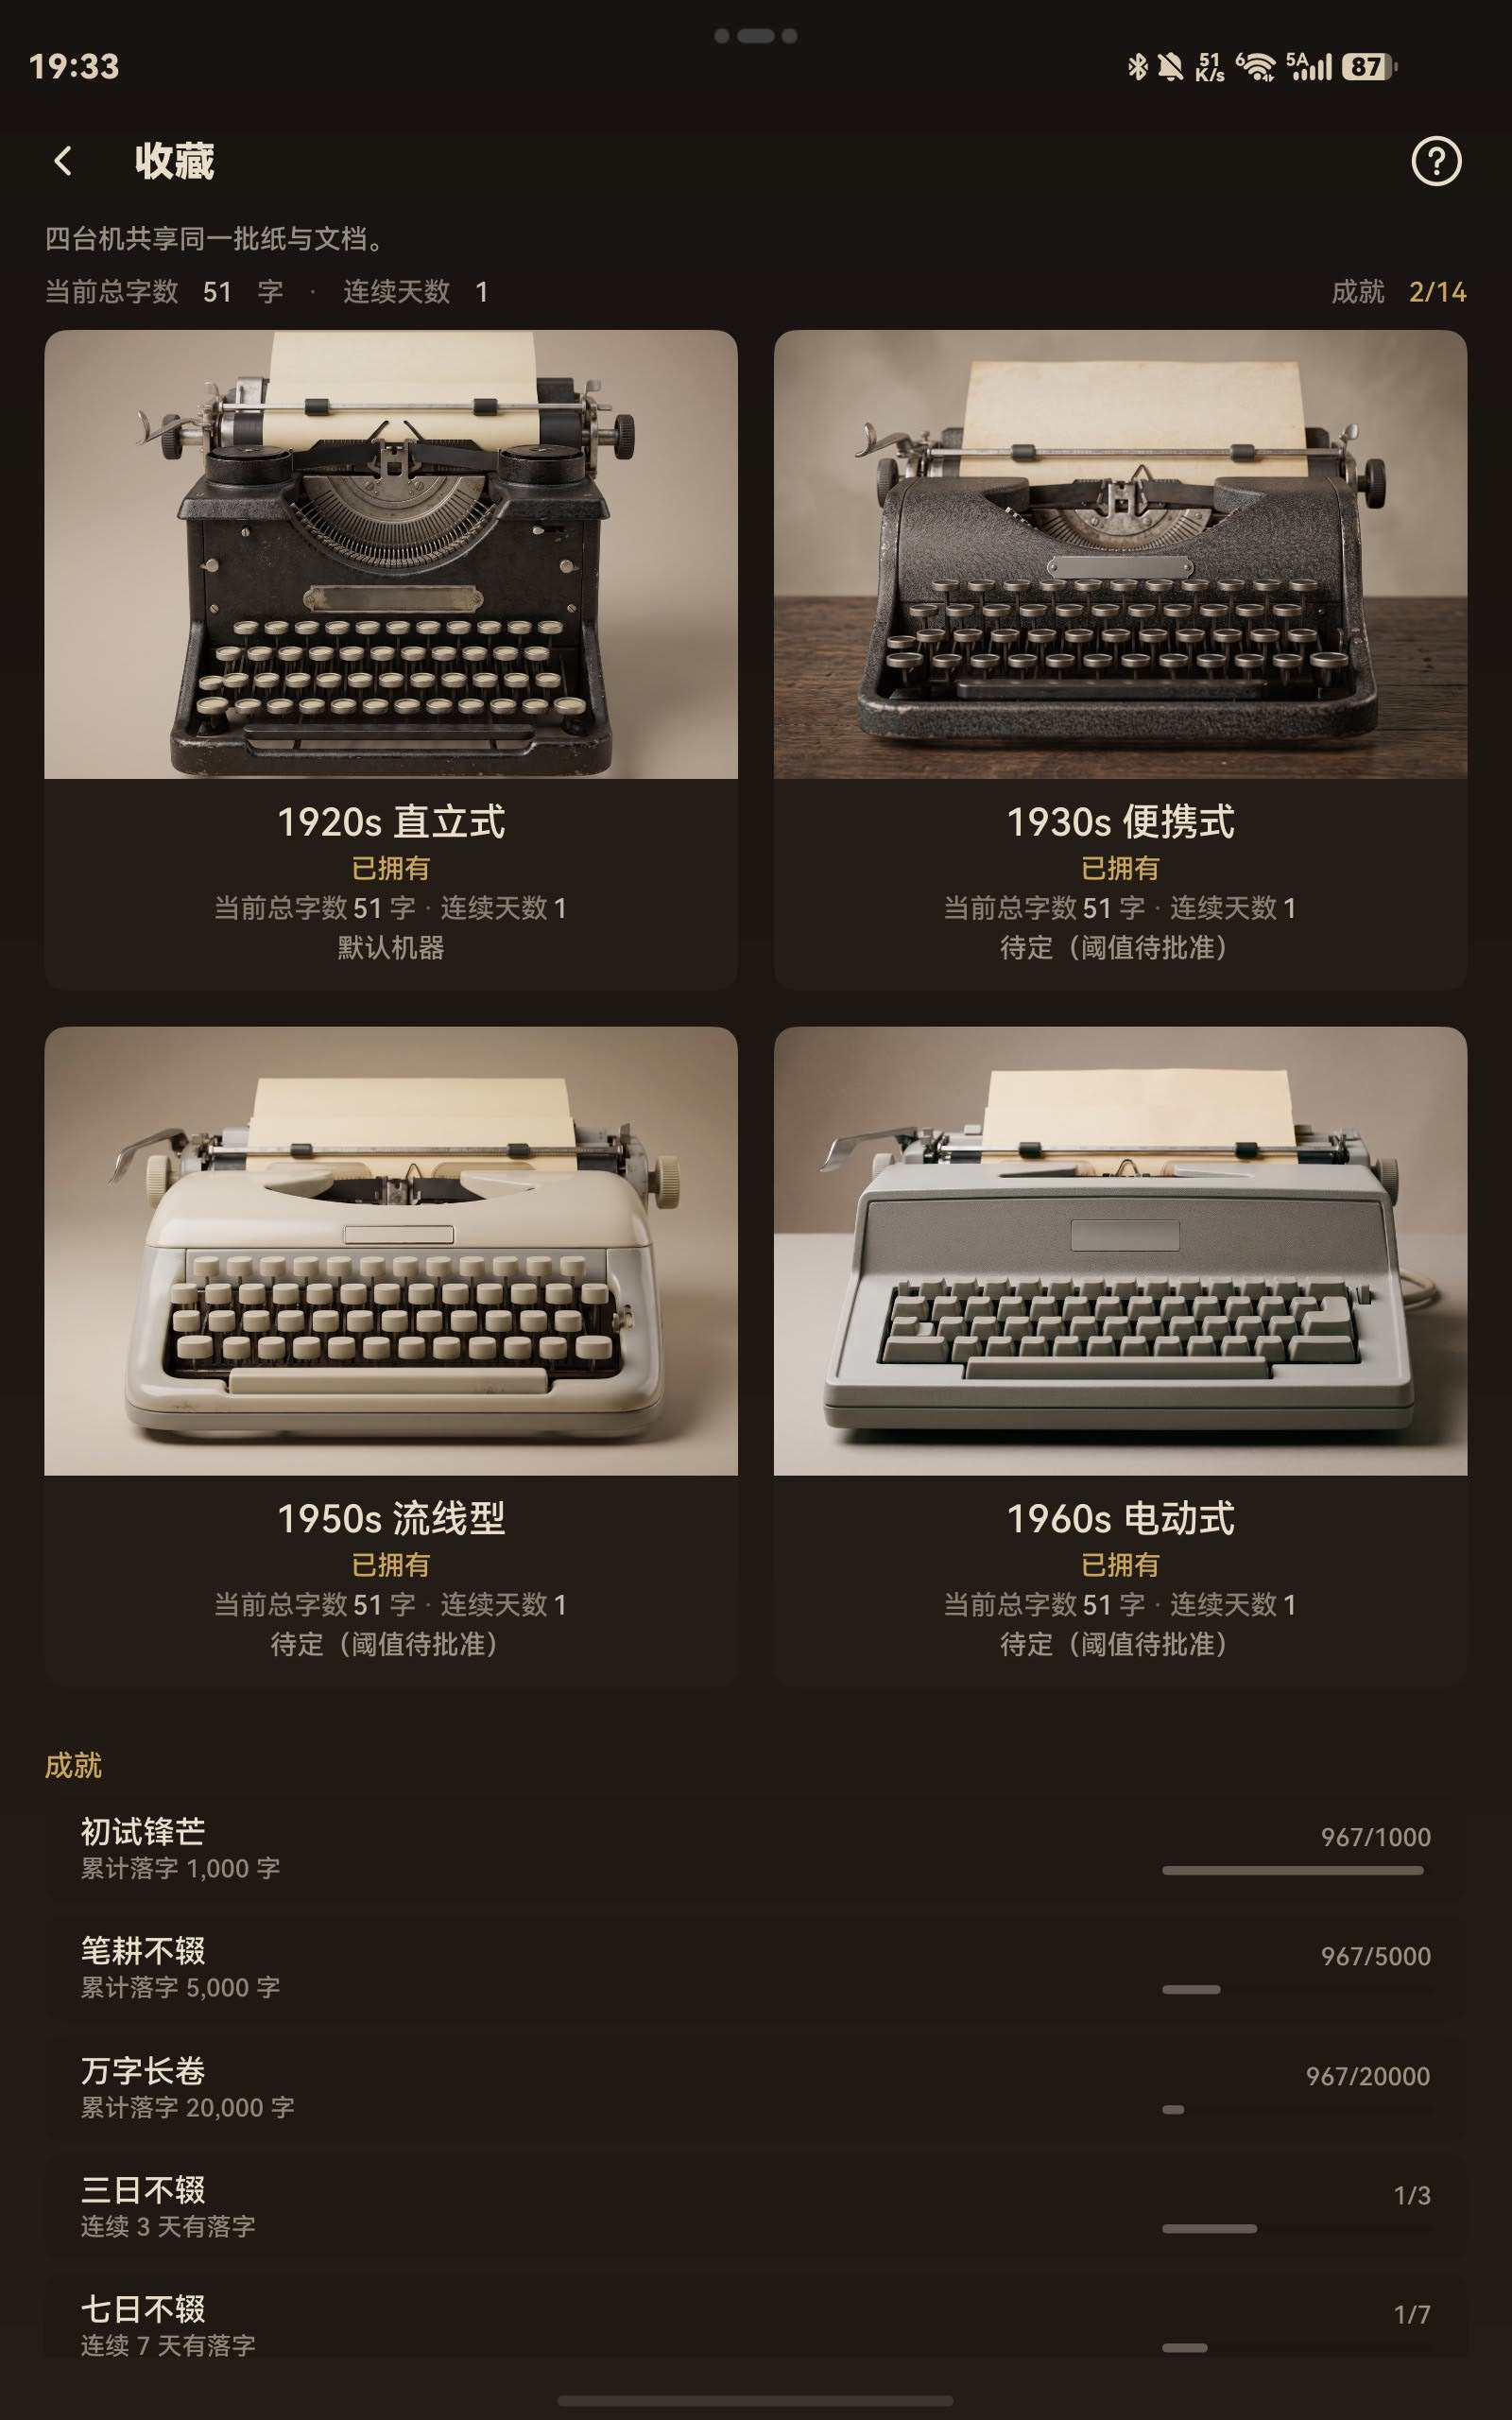 19:33
51 K/s 6 5A 87
收藏
四台机共享同一批纸与文档。
当前总字数 51 字 · 连续天数 1 成就 2/14
1920s 直立式
已拥有
当前总字数 51 字 · 连续天数 1
默认机器
1930s 便携式
已拥有
当前总字数 51 字 · 连续天数 1
待定（阈值待批准）
1950s 流线型
已拥有
当前总字数 51 字 · 连续天数 1
待定（阈值待批准）
1960s 电动式
已拥有
当前总字数 51 字 · 连续天数 1
待定（阈值待批准）
成就
初试锋芒
累计落字 1,000 字
967/1000
笔耕不辍
累计落字 5,000 字
967/5000
万字长卷
累计落字 20,000 字
967/20000
三日不辍
连续 3 天有落字
1/3
七日不辍
连续 7 天有落字
1/7